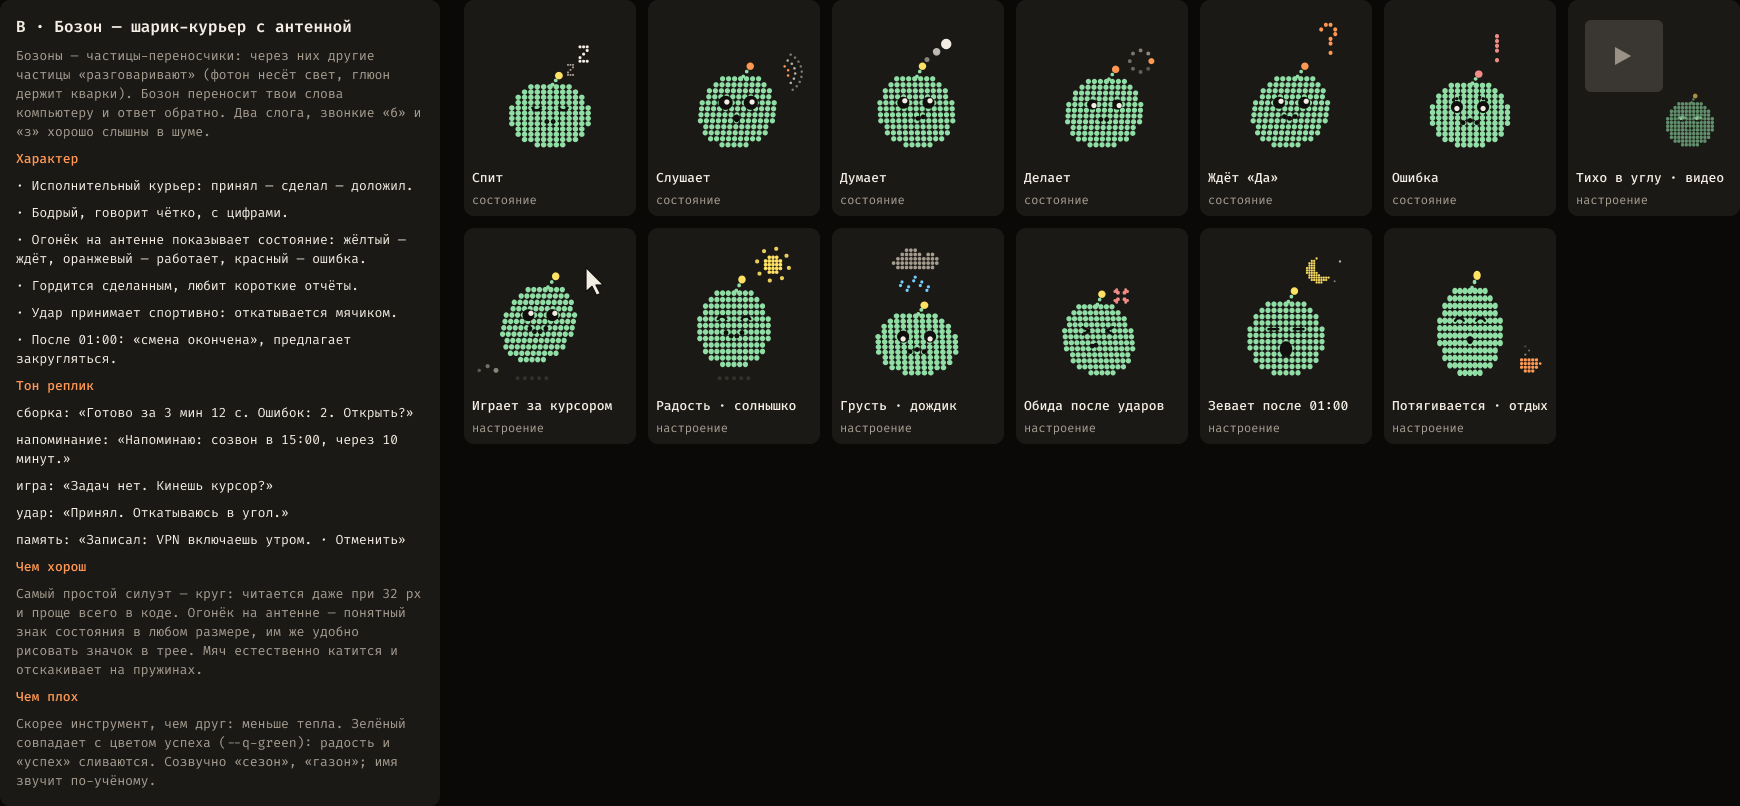 В · Бозон — шарик-курьер с антенной
Бозоны — частицы-переносчики: через них другие
частицы «разговаривают» (фотон несёт свет, глюон
держит кварки). Бозон переносит твои слова
компьютеру и ответ обратно. Два слога, звонкие «б» и
«з» хорошо слышны в шуме.
Характер
· Исполнительный курьер: принял — сделал — доложил.
· Бодрый, говорит чётко, с цифрами.
· Огонёк на антенне показывает состояние: жёлтый —
ждёт, оранжевый — работает, красный — ошибка.
· Гордится сделанным, любит короткие отчёты.
· Удар принимает спортивно: откатывается мячиком.
· После 01:00: «смена окончена», предлагает
закругляться.
Тон реплик
сборка: «Готово за 3 мин 12 с. Ошибок: 2. Открыть?»
напоминание: «Напоминаю: созвон в 15:00, через 10
минут.»
игра: «Задач нет. Кинешь курсор?»
удар: «Принял. Откатываюсь в угол.»
память: «Записал: VPN включаешь утром. · Отменить»
Чем хорош
Самый простой силуэт — круг: читается даже при 32 px
и проще всего в коде. Огонёк на антенне — понятный
знак состояния в любом размере, им же удобно
рисовать значок в трее. Мяч естественно катится и
отскакивает на пружинах.
Чем плох
Скорее инструмент, чем друг: меньше тепла. Зелёный
совпадает с цветом успеха (--q-green): радость и
«успех» сливаются. Созвучно «сезон», «газон»; имя
звучит по-учёному.
Спит
состояние
Слушает
состояние
Думает
состояние
Делает
состояние
?
Ждёт «Да»
состояние
!
Ошибка
состояние
Тихо в углу · видео
настроение
Играет за курсором
настроение
Радость · солнышко
настроение
Грусть · дождик
настроение
Обида после ударов
настроение
Зевает после 01:00
настроение
Потягивается · отдых
настроение